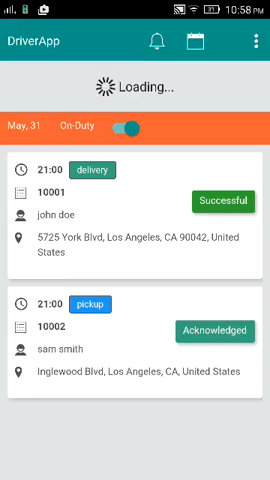 10:58 PM
DriverApp
Loading...
May, 31 On-Duty
21:00 delivery
10001
Successful
john doe
5725 York Blvd, Los Angeles, CA 90042, United
States
21:00 pickup
10002
Acknowledged
sam smith
Inglewood Blvd, Los Angeles, CA, United States